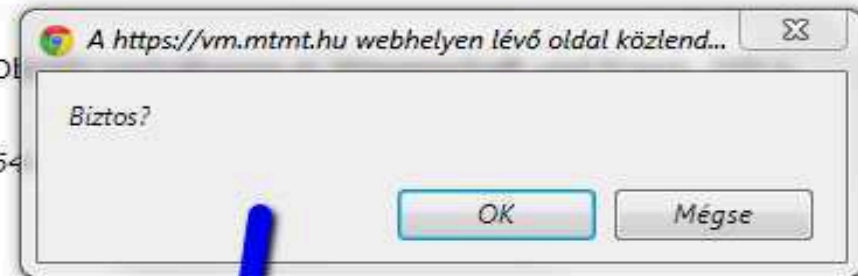 A https://vm.mtmt.hu webhelyen lévő oldal közlend...
Biztos?
OK Mégse